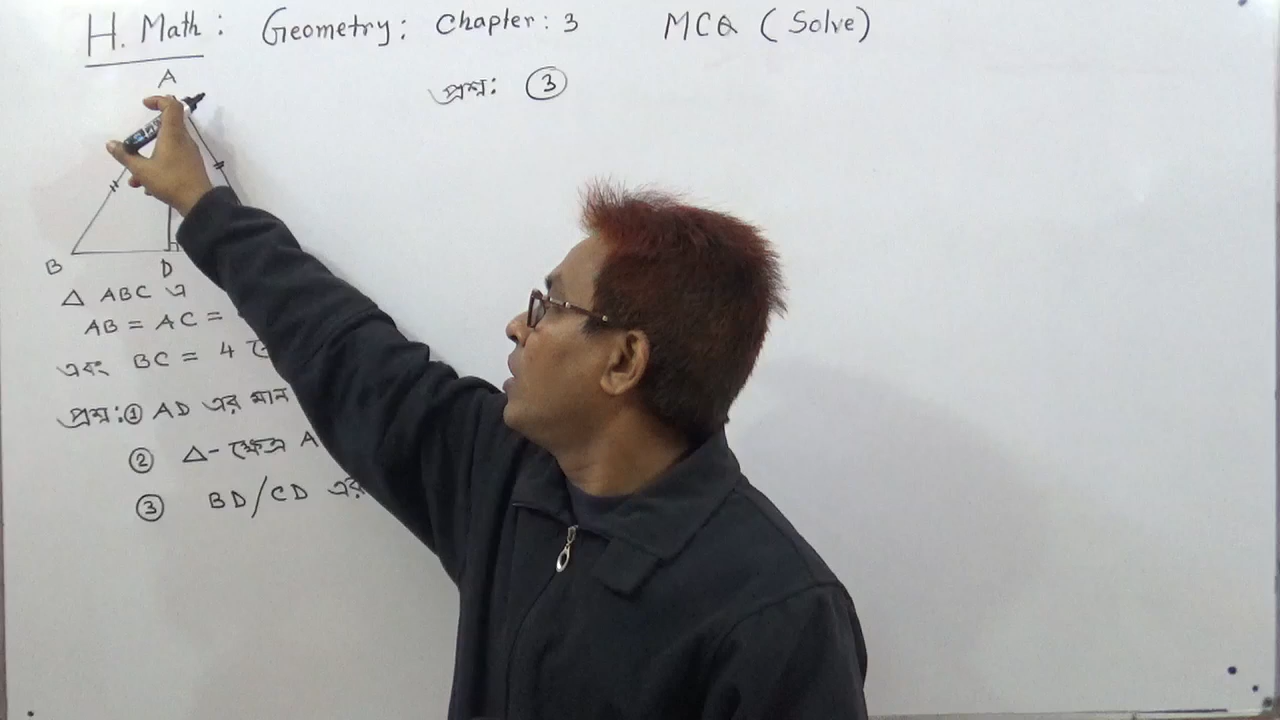 H. Math : Geometry; Chapter: 3 MCQ (Solve)
প্রশ্ন: ③
A
B
D
△ ABC এ
AB = AC =
এবং BC = 4
প্রশ্ন: ① AD এর মান
② △-ক্ষেত্র A
③ BD/CD এর